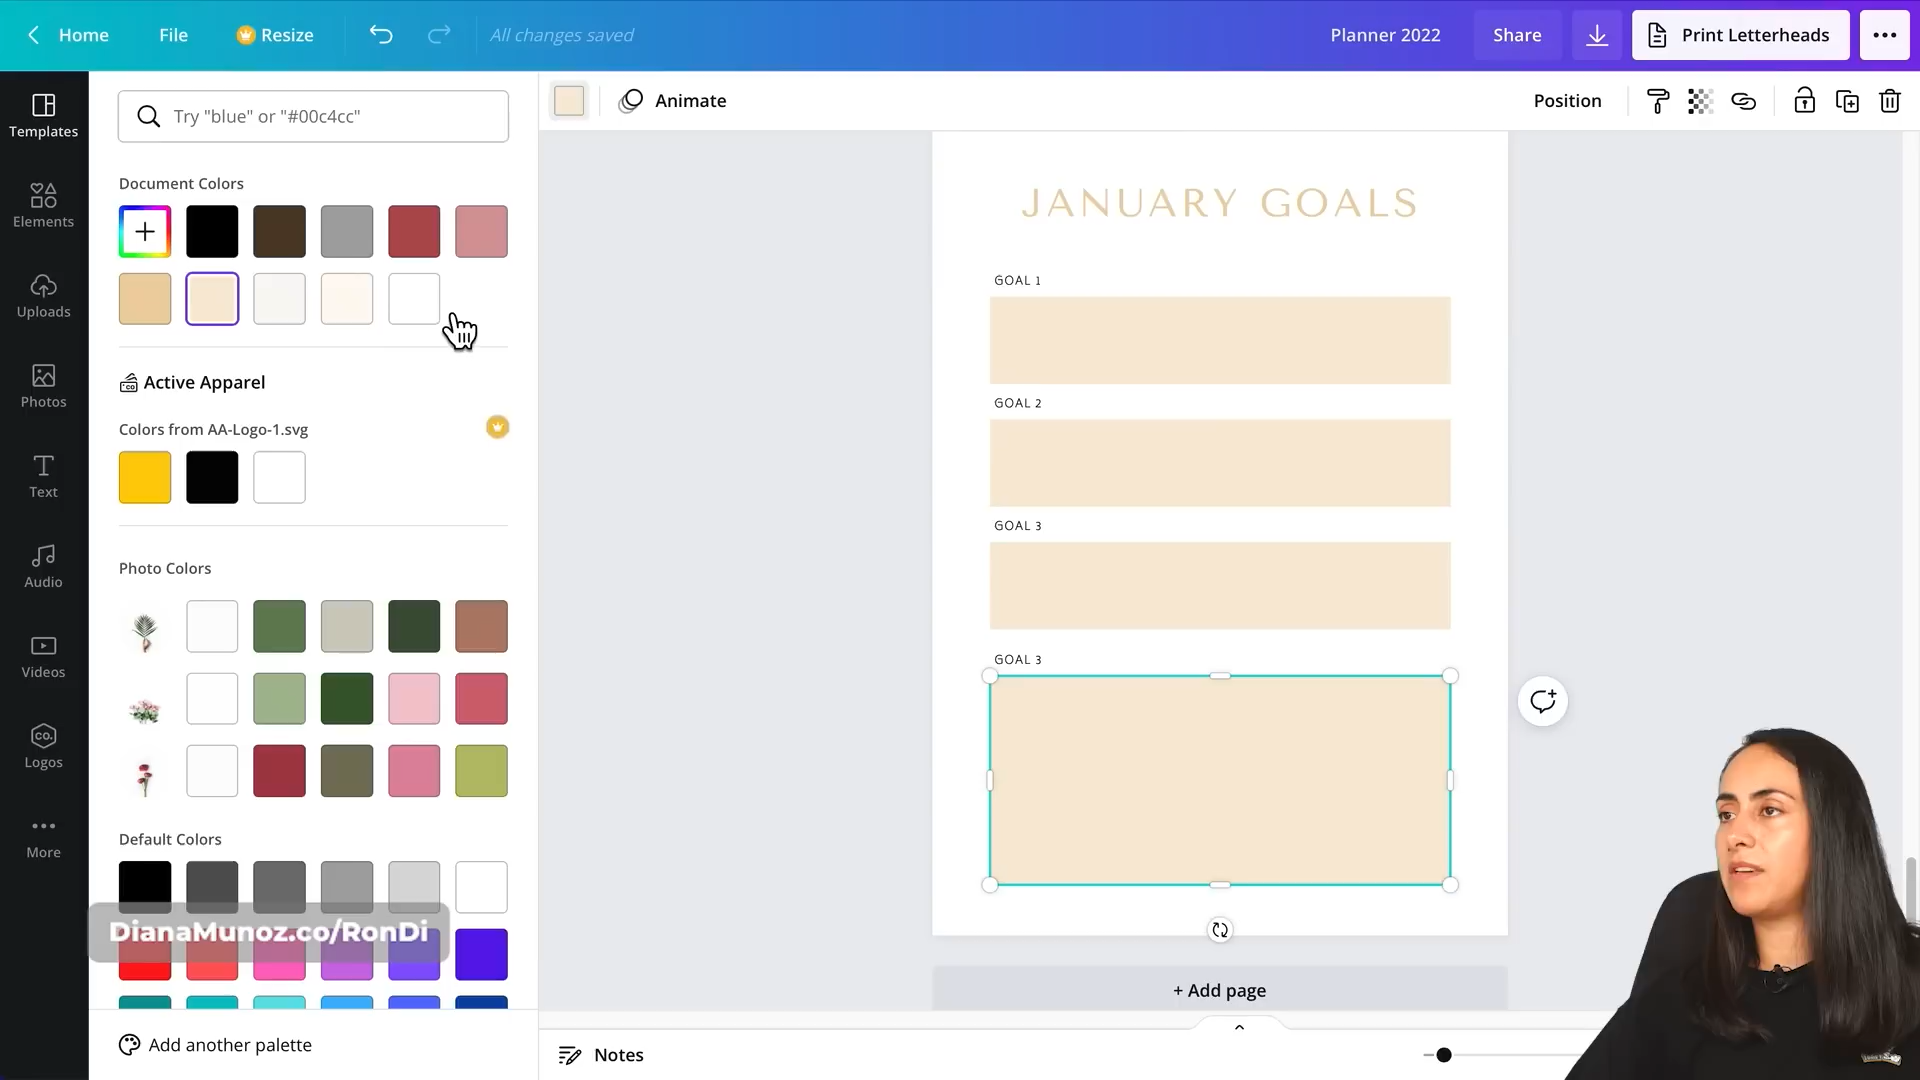 Home
File
Resize
All changes saved
Planner 2022
Share
Print Letterheads
Templates
Elements
Uploads
Photos
Text
Audio
Videos
CO.
Logos
More
Try "blue" or "#00c4cc"
Document Colors
Active Apparel
Colors from AA-Logo-1.svg
Photo Colors
Default Colors
DianaMunoz.co/RonDi
Add another palette
Animate
Position
JANUARY GOALS
GOAL 1
GOAL 2
GOAL 3
GOAL 3
+ Add page
Notes